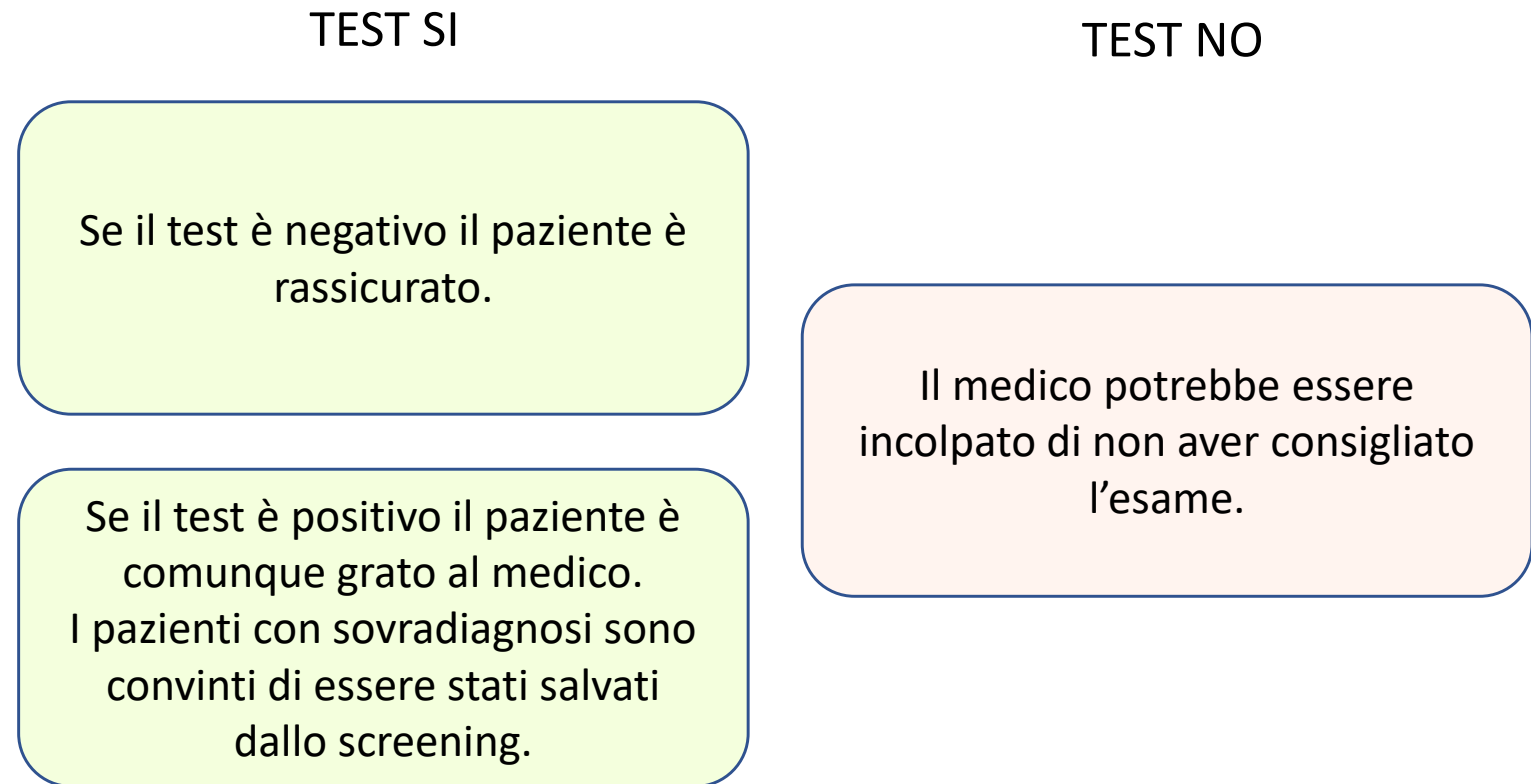 TEST SI
Se il test è negativo il paziente è
rassicurato.
Se il test è positivo il paziente è
comunque grato al medico.
I pazienti con sovradiagnosi sono
convinti di essere stati salvati
dallo screening.
TEST NO
Il medico potrebbe essere
incolpato di non aver consigliato
l’esame.